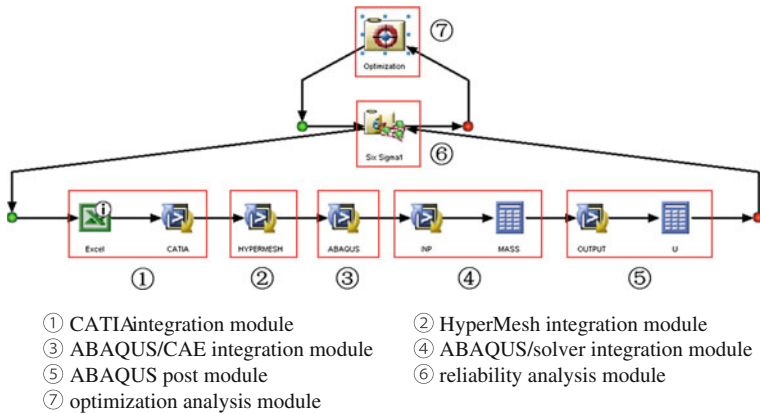 ⑦
Optimization
Six Sigma1
⑥
Excel CATIA HYPERMESH ABAQUS INP MASS OUTPUT U
① ② ③ ④ ⑤
① CATIAintegration module ② HyperMesh integration module
③ ABAQUS/CAE integration module ④ ABAQUS/solver integration module
⑤ ABAQUS post module ⑥ reliability analysis module
⑦ optimization analysis module